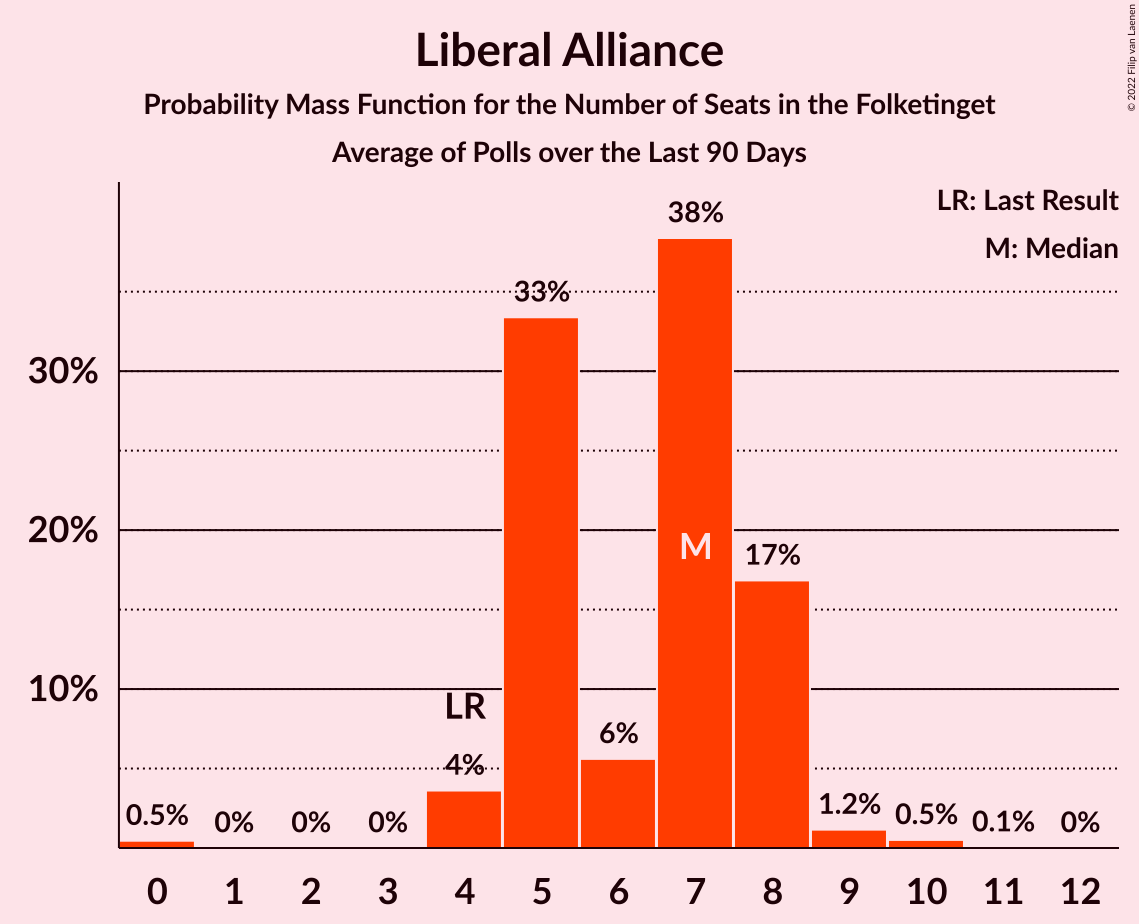 Liberal Alliance
Probability Mass Function for the Number of Seats in the Folketinget
Average of Polls over the Last 90 Days
© 2022 Filip van Laenen
LR: Last Result
M: Median
38%
33%
30%
20%
M
17%
10%
LR
6%
4%
0.5%
0%
0%
0%
1.2%
0.5%
0.1%
0%
0 1 2 3 4 5 6 7 8 9 10 11 12